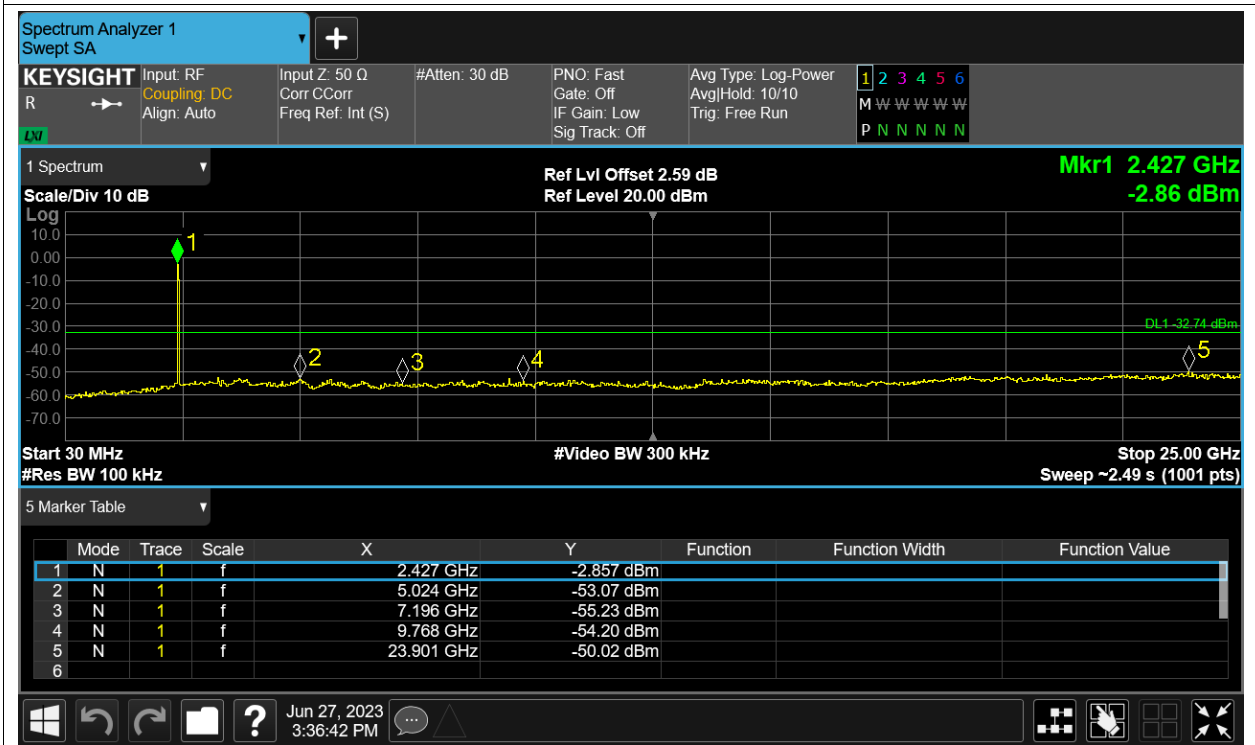 Spectrum Analyzer 1
Swept SA
+
KEYSIGHT Input: RF Input Z: 50 Ω #Atten: 30 dB PNO: Fast Avg Type: Log-Power 1 2 3 4 5 6
R Coupling: DC Corr CCorr Gate: Off Avg|Hold: 10/10 M W W W W W
Align: Auto Freq Ref: Int (S) IF Gain: Low Trig: Free Run
LXI Sig Track: Off P N N N N N
1 Spectrum Ref Lvl Offset 2.59 dB Mkr1 2.427 GHz
Scale/Div 10 dB Ref Level 20.00 dBm -2.86 dBm
Log
10.0 1
0.00
-10.0
-20.0
-30.0 DL1 -32.74 dBm
-40.0 2 3 4 5
-50.0
-60.0
-70.0
Start 30 MHz #Video BW 300 kHz Stop 25.00 GHz
#Res BW 100 kHz Sweep ~2.49 s (1001 pts)
5 Marker Table
Mode Trace Scale X Y Function Function Width Function Value
1 N 1 f 2.427 GHz -2.857 dBm
2 N 1 f 5.024 GHz -53.07 dBm
3 N 1 f 7.196 GHz -55.23 dBm
4 N 1 f 9.768 GHz -54.20 dBm
5 N 1 f 23.901 GHz -50.02 dBm
6
? Jun 27, 2023
3:36:42 PM